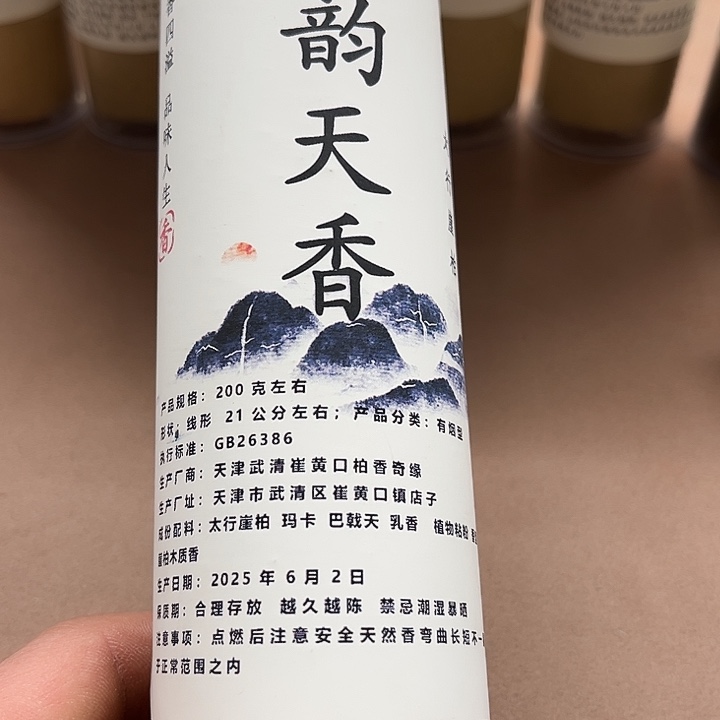 韵天香
香四溢 品味人生
香
太行崖柏
产品规格：200 克左右
形状：线形 21 公分左右；产品分类：有烟型
执行标准：GB26386
生产厂商：天津武清崔黄口柏香奇缘
生产厂址：天津市武清区崔黄口镇店子
成份配料：太行崖柏 玛卡 巴戟天 乳香 植物粘粉
崖柏木质香
生产日期：2025 年 6 月 2 日
保质期：合理存放 越久越陈 禁忌潮湿暴晒
注意事项：点燃后注意安全天然香弯曲长短不一
于正常范围之内